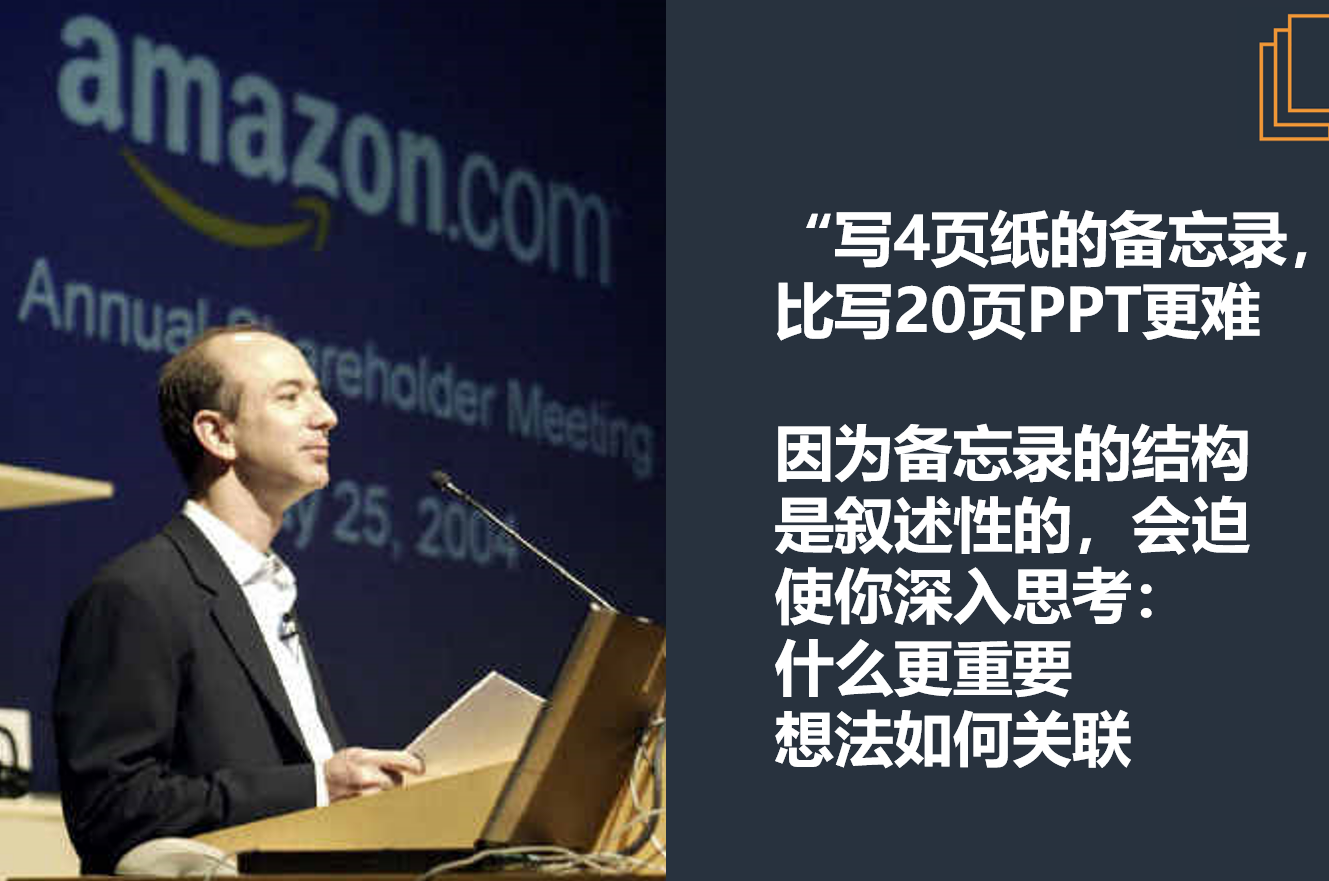 amazon.com
Annual Shareholder Meeting
25, 2004
“写4页纸的备忘录，
比写20页PPT更难
因为备忘录的结构
是叙述性的，会迫
使你深入思考：
什么更重要
想法如何关联